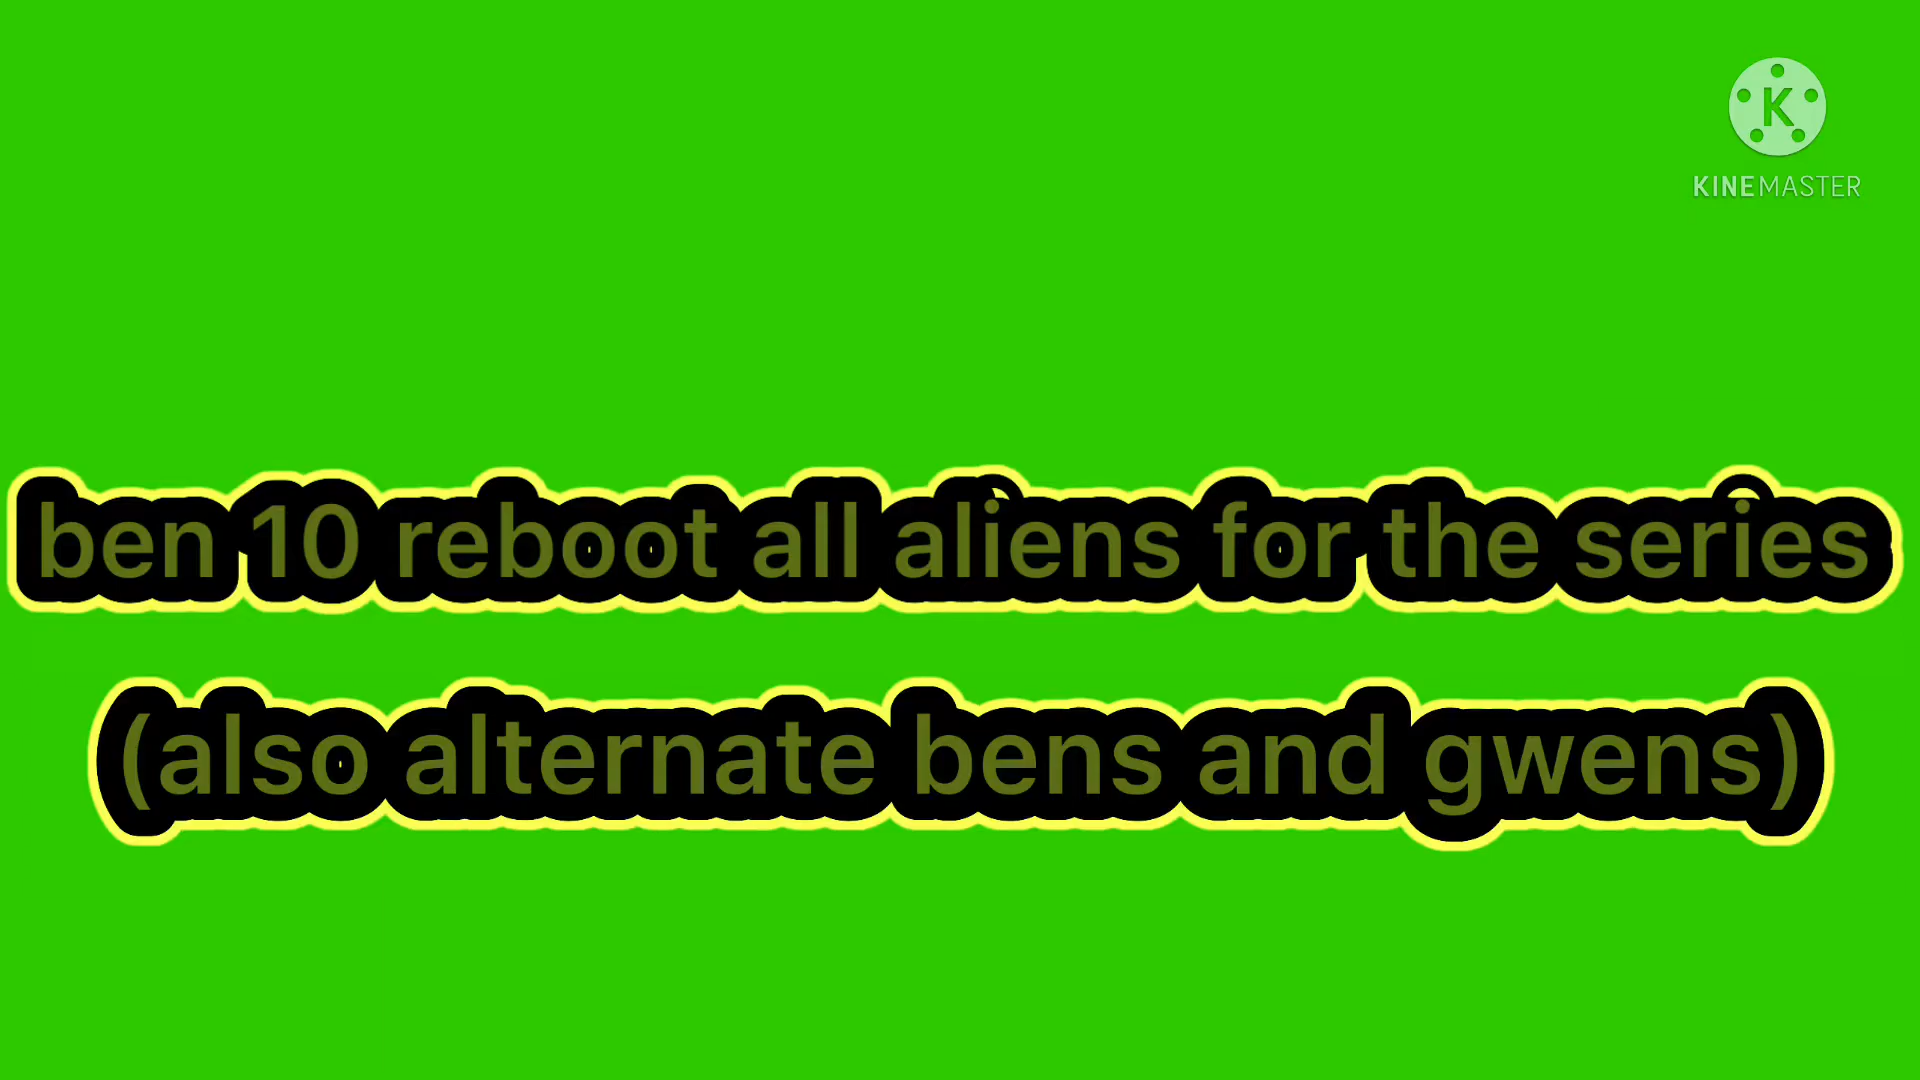 K
KINEMASTER
ben 10 reboot all aliens for the series
(also alternate bens and gwens)